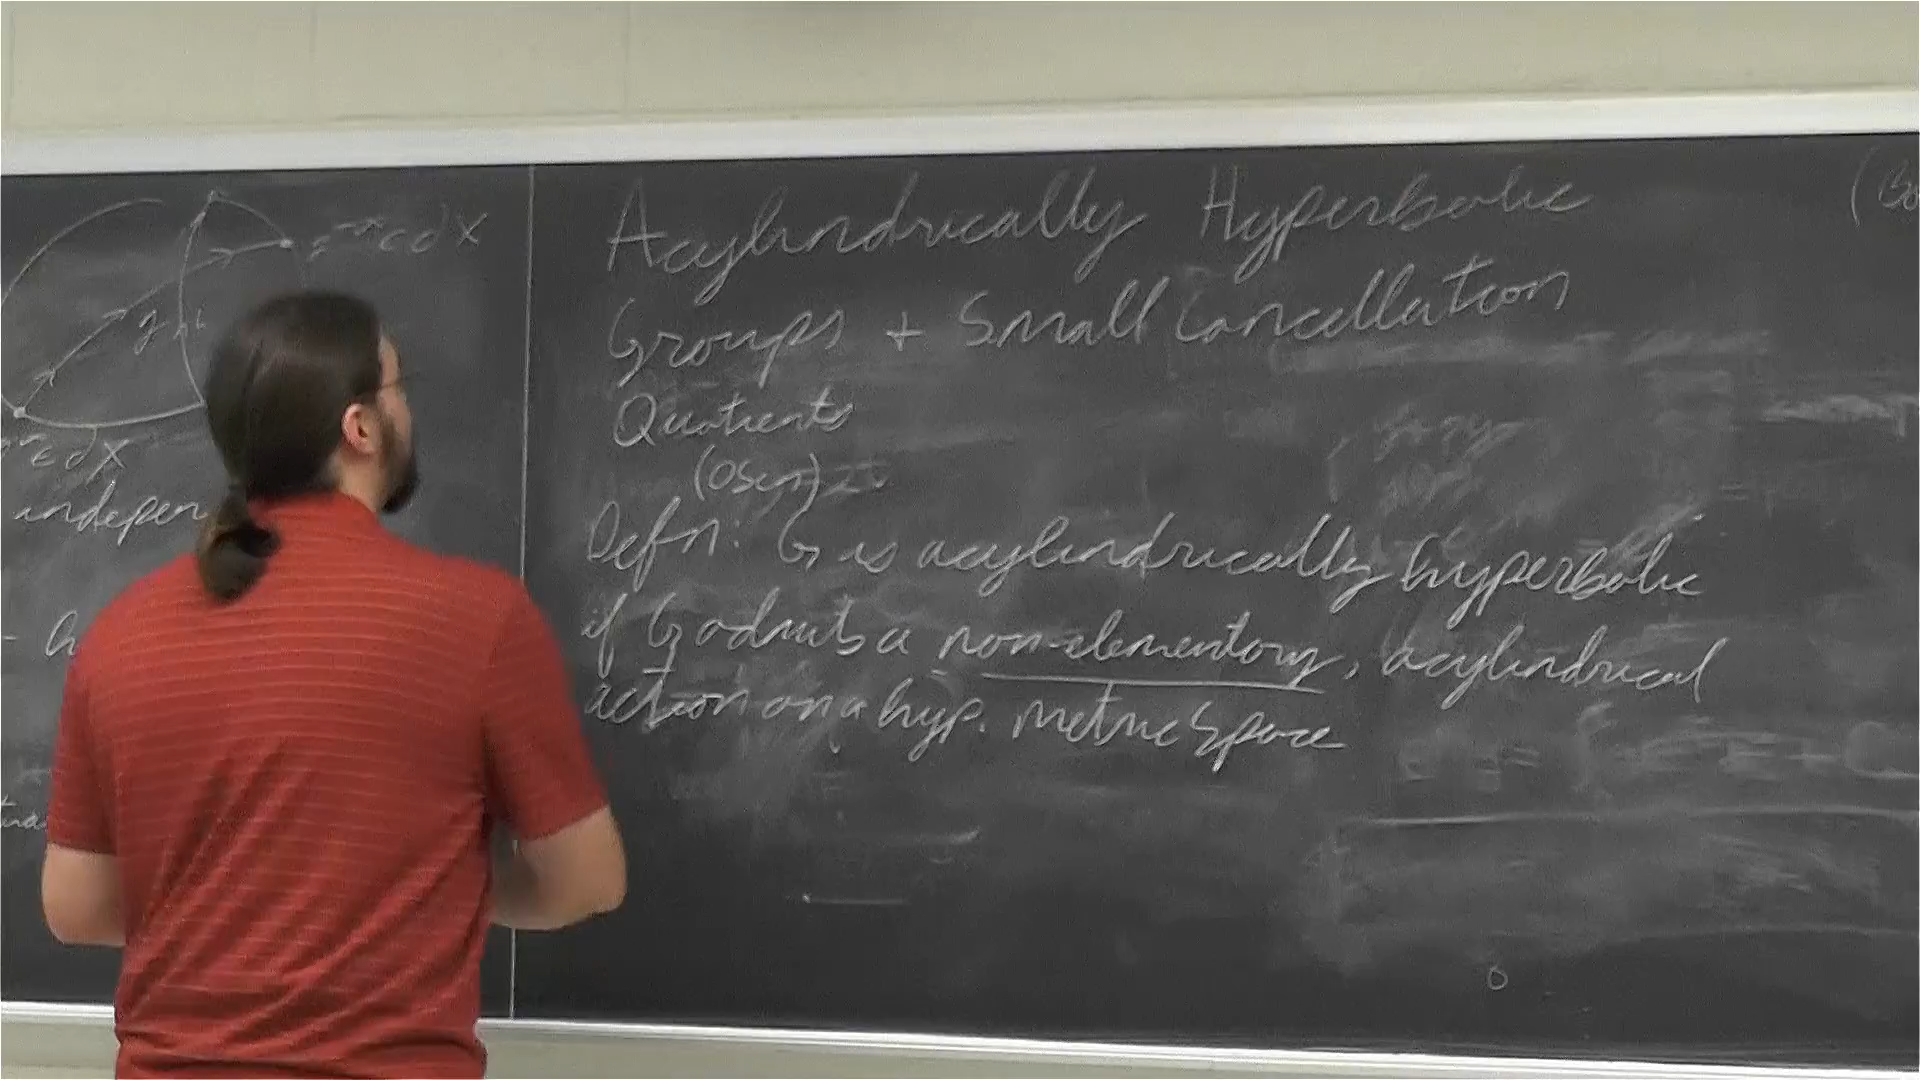 Acylindrically Hyperbolic
Groups + Small Cancellation
Quotients
(Osin)
Defn: G is acylindrically hyperbolic
if G admits a non-elementary, acylindrical
action on a hyp. metric space
(Bo
∈ ∂X
g
∈ ∂X
indepen